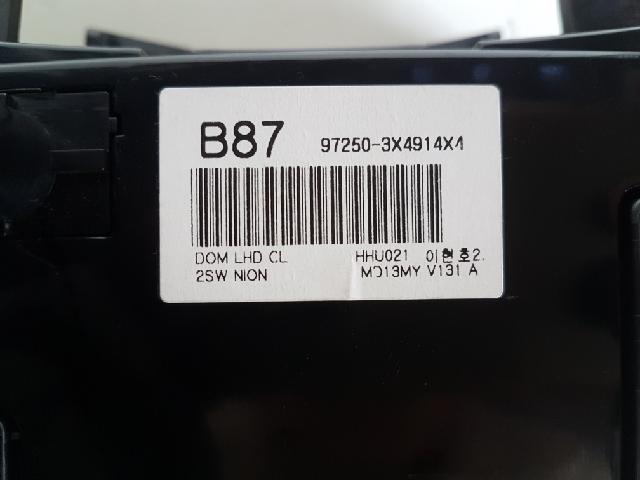 B87 97250-3X4914X4
DOM LHD CL HHU021 이현호2.
2SW NION MD13MY V131 A